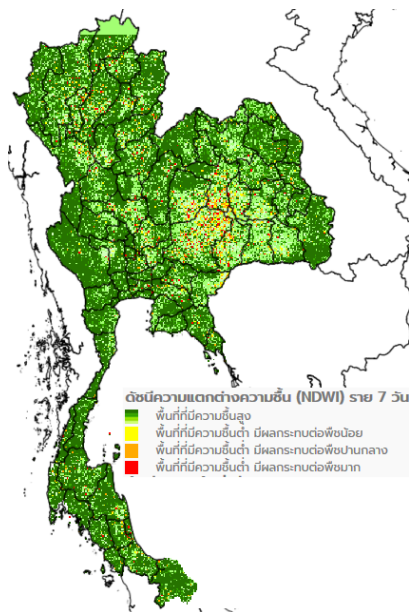 ดัชนีความแตกต่างความชื้น (NDWI) ราย 7 วัน
พื้นที่ที่มีความชื้นสูง
พื้นที่มีความชื้นต่ำ มีผลกระทบต่อพืชน้อย
พื้นที่มีความชื้นต่ำ มีผลกระทบต่อพืชปานกลาง
พื้นที่มีความชื้นต่ำ มีผลกระทบต่อพืชมาก